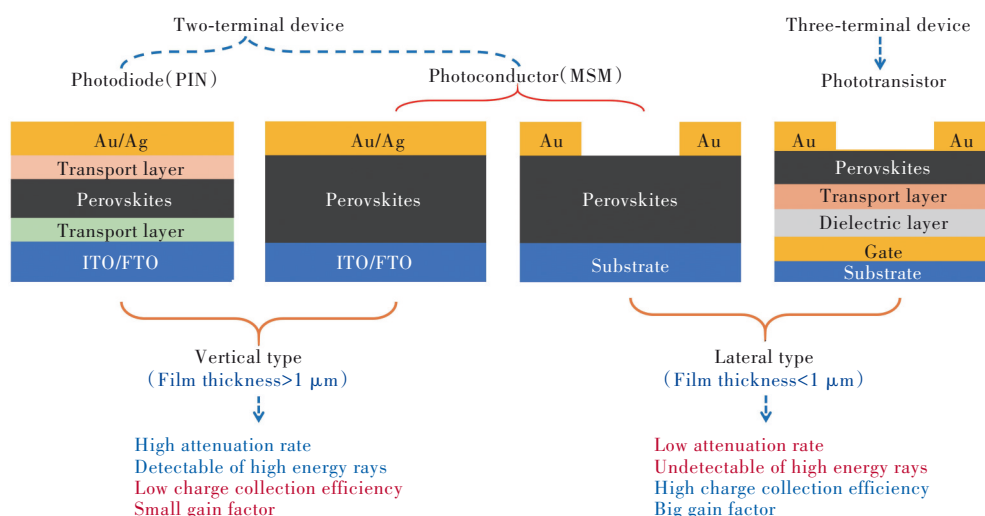 Two-terminal device
Three-terminal device
Photodiode(PIN)
Photoconductor(MSM)
Phototransistor
Au/Ag
Transport layer
Perovskites
Transport layer
ITO/FTO
Au/Ag
Perovskites
ITO/FTO
Au
Au
Perovskites
Substrate
Au
Au
Perovskites
Transport layer
Dielectric layer
Gate
Substrate
Vertical type
(Film thickness>1 μm)
High attenuation rate
Detectable of high energy rays
Low charge collection efficiency
Small gain factor
Lateral type
(Film thickness<1 μm)
Low attenuation rate
Undetectable of high energy rays
High charge collection efficiency
Big gain factor